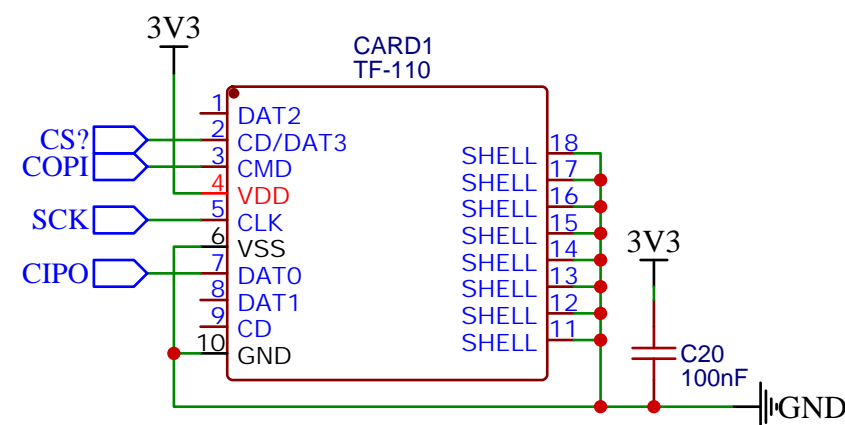 3V3
CARD1
TF-110
1 DAT2
CS? 2 CD/DAT3
COPI 3 CMD
4 VDD
SCK 5 CLK
6 VSS
CIPO 7 DAT0
8 DAT1
9 CD
10 GND
SHELL 18
SHELL 17
SHELL 16
SHELL 15
SHELL 14
SHELL 13
SHELL 12
SHELL 11
3V3
C20
100nF
GND